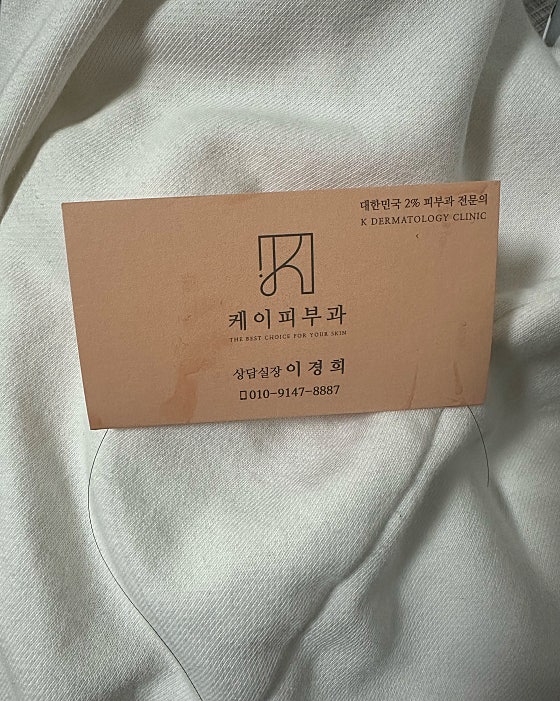 대한민국 2% 피부과 전문의
K DERMATOLOGY CLINIC
케이피부과
THE BEST CHOICE FOR YOUR SKIN
상담실장 이경희
010-9147-8887